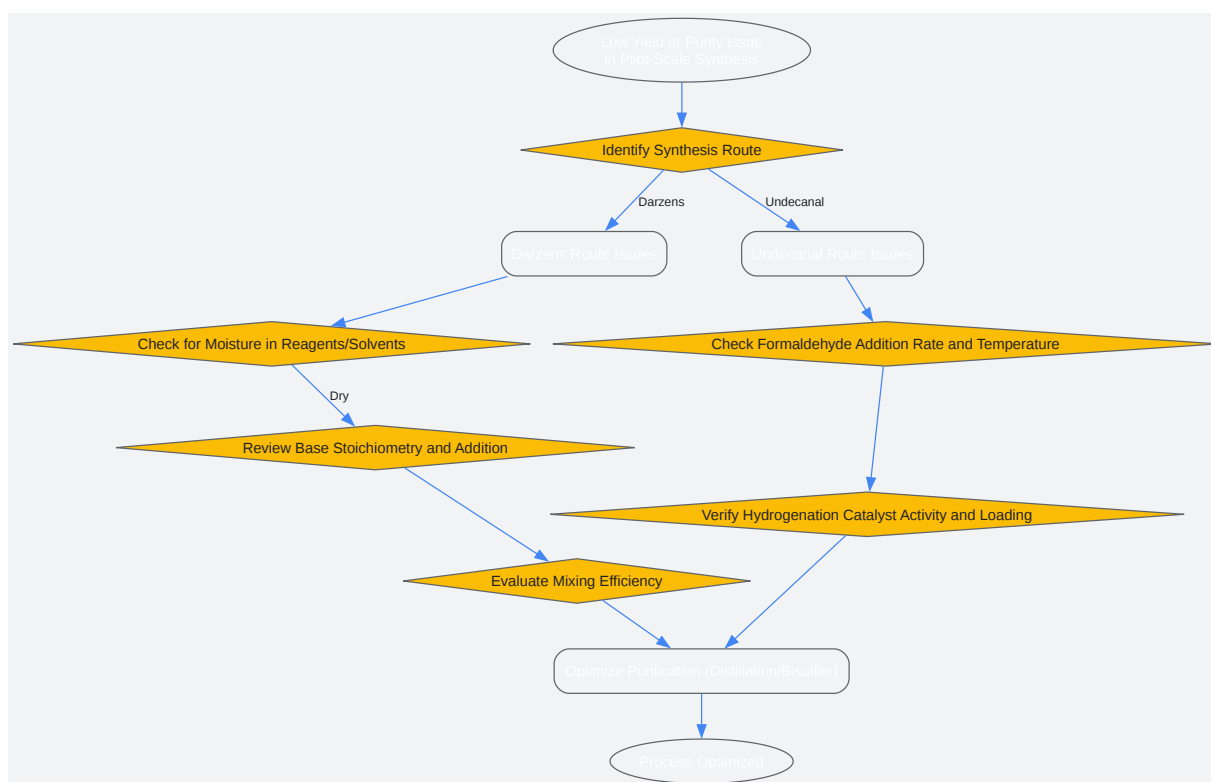 Low Yield or Purity Issue
in Pilot-Scale Synthesis
Identify Synthesis Route
Darzens
Undecanal
Darzens Route Issues
Undecanal Route Issues
Check for Moisture in Reagents/Solvents
Check Formaldehyde Addition Rate and Temperature
Dry
Review Base Stoichiometry and Addition
Verify Hydrogenation Catalyst Activity and Loading
Evaluate Mixing Efficiency
Optimize Purification (Distillation/Bisulfite)
Process Optimized